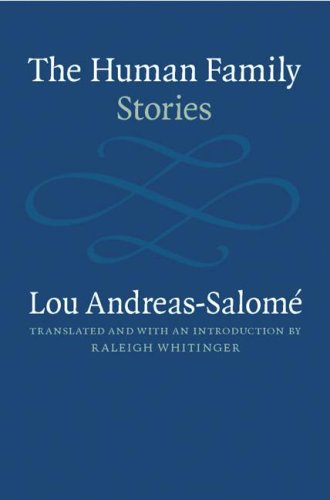 The Human Family
Stories
Lou Andreas-Salomé
TRANSLATED AND WITH AN INTRODUCTION BY
RALEIGH WHITINGER